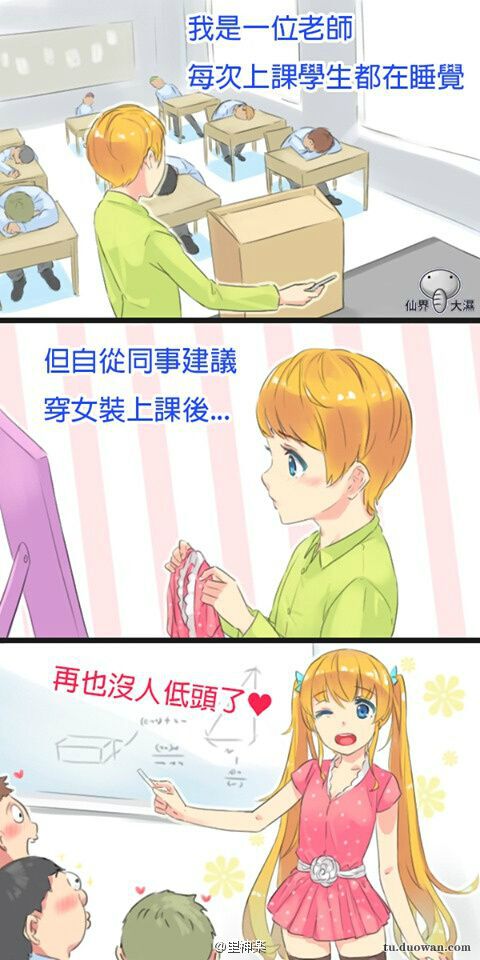 我是一位老師
每次上課學生都在睡覺
仙界 大濕
但自從同事建議
穿女裝上課後...
再也沒人低頭了❤
@里神楽
tu.duowan.com